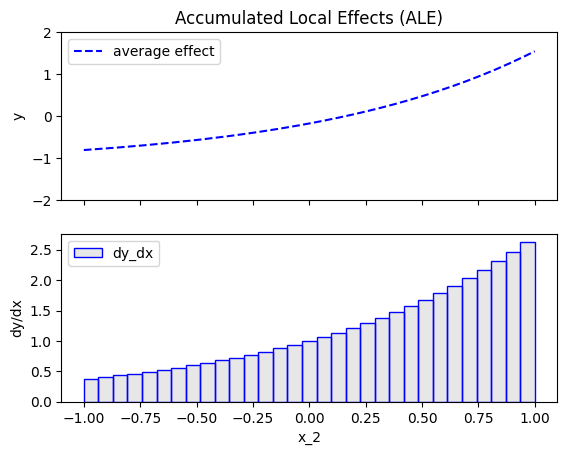 Accumulated Local Effects (ALE)
average effect
2
1
0
−1
−2
y
dy_dx
2.5
2.0
1.5
1.0
0.5
0.0
dy/dx
−1.00 −0.75 −0.50 −0.25 0.00 0.25 0.50 0.75 1.00
x_2